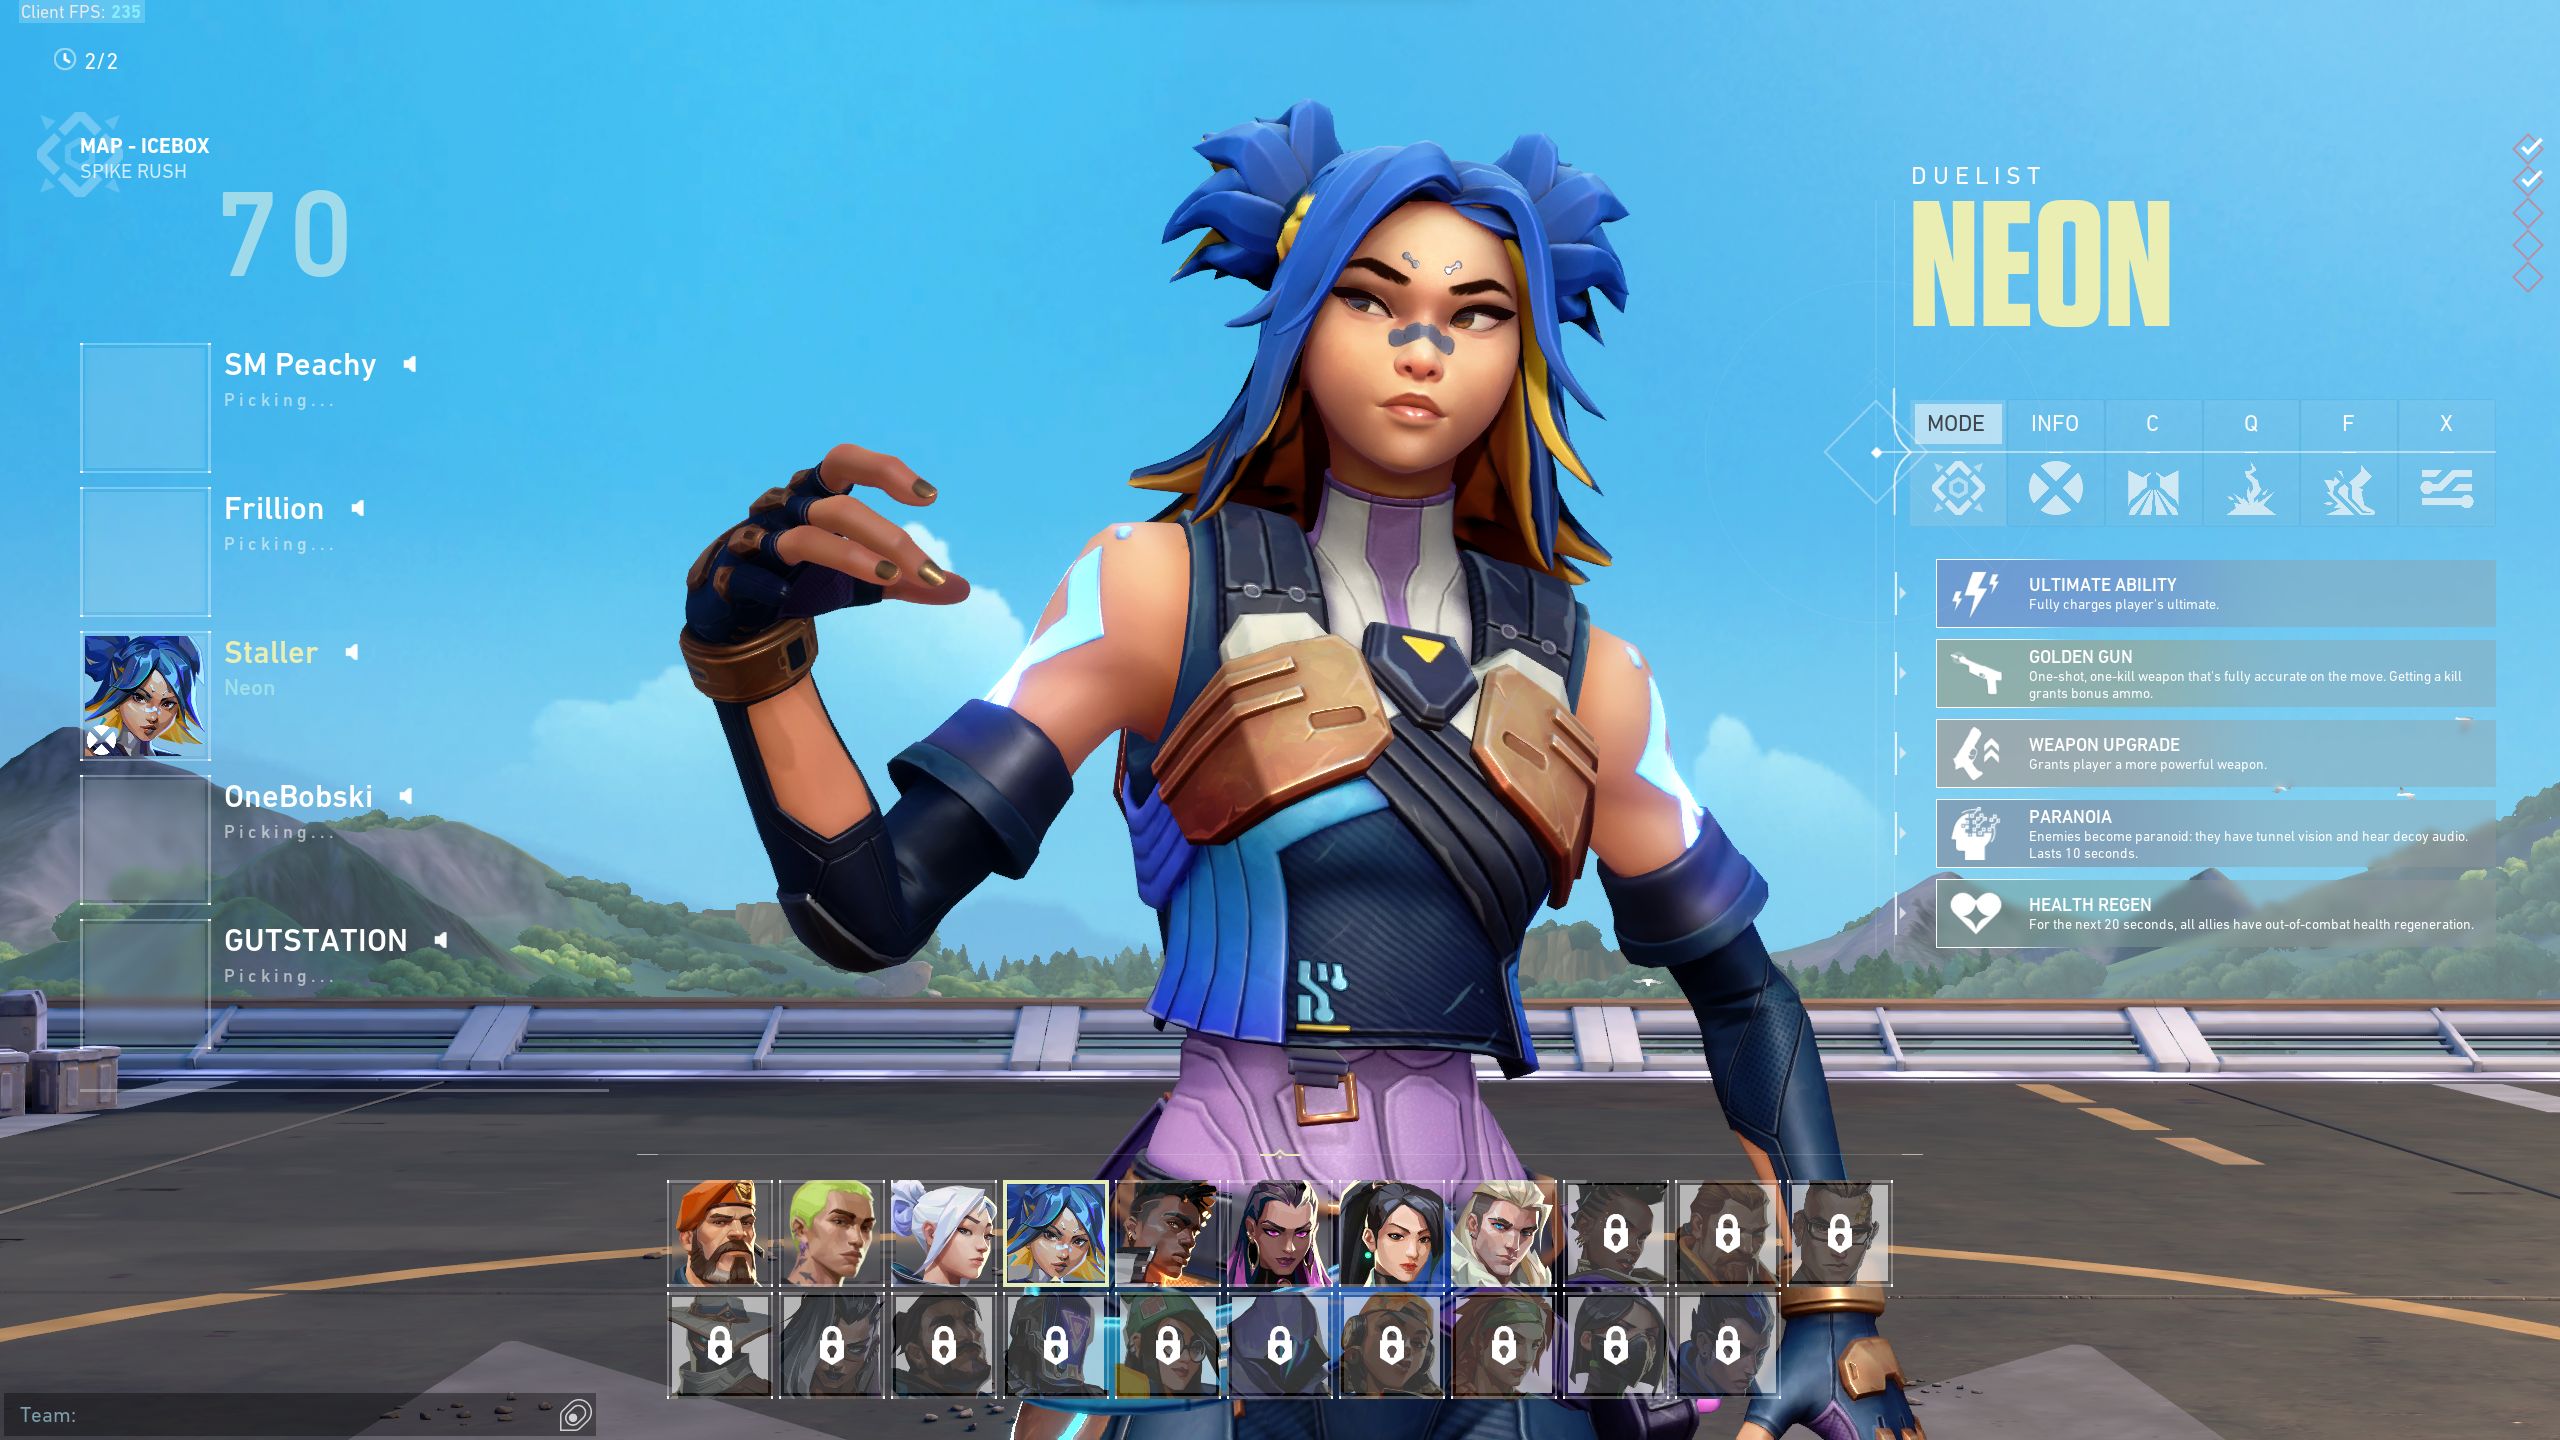 Client FPS: 235
2/2
MAP - ICEBOX
SPIKE RUSH
70
SM Peachy
Picking...
Frillion
Picking...
Staller
Neon
OneBobski
Picking...
GUTSTATION
Picking...
Team:
DUELIST
NEON
MODE INFO C Q F X
ULTIMATE ABILITY
Fully charges player's ultimate.
GOLDEN GUN
One-shot, one-kill weapon that's fully accurate on the move. Getting a kill
grants bonus ammo.
WEAPON UPGRADE
Grants player a more powerful weapon.
PARANOIA
Enemies become paranoid: they have tunnel vision and hear decoy audio.
Lasts 10 seconds.
HEALTH REGEN
For the next 20 seconds, all allies have out-of-combat health regeneration.